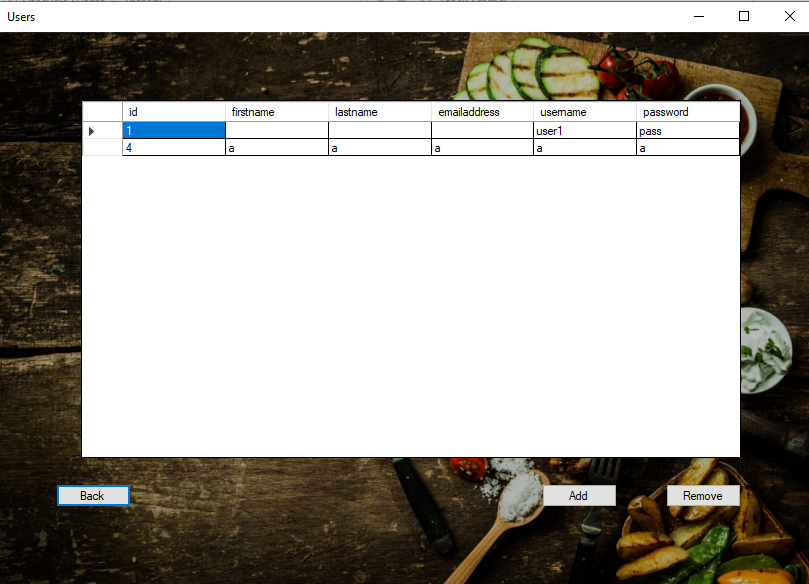 Users
id firstname lastname emailaddress username password
1 user1 pass
4 a a a a a
Back Add Remove